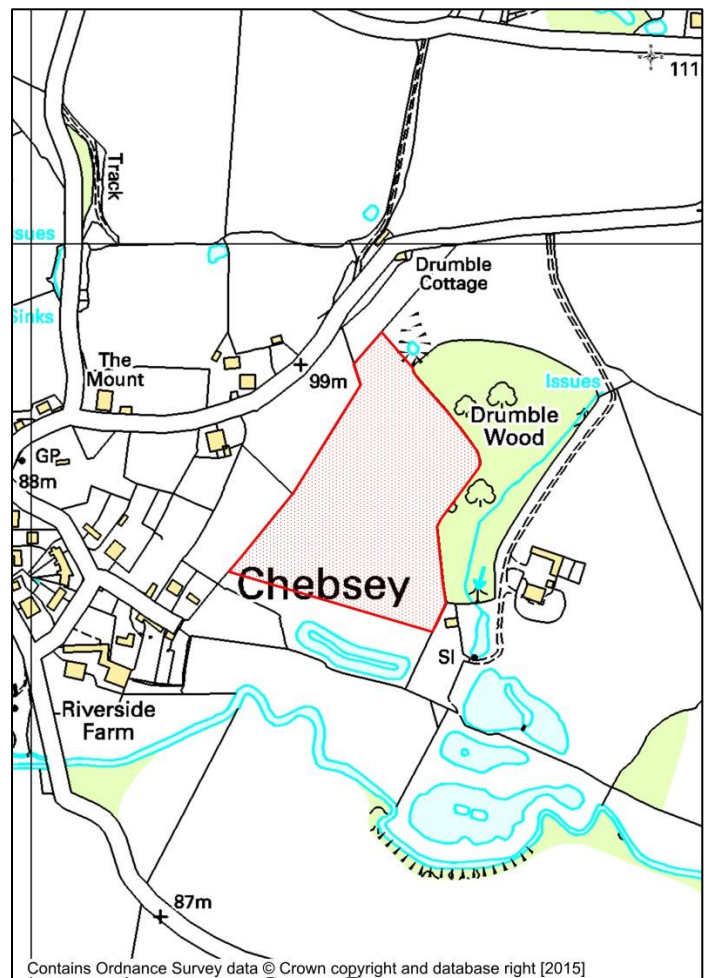 111
Track
Issues
Drumble
Cottage
Sinks
The
Mount
99m
Issues
Drumble
Wood
GP
88m
Chebsey
Sl
Riverside
Farm
87m
Contains Ordnance Survey data © Crown copyright and database right [2015]